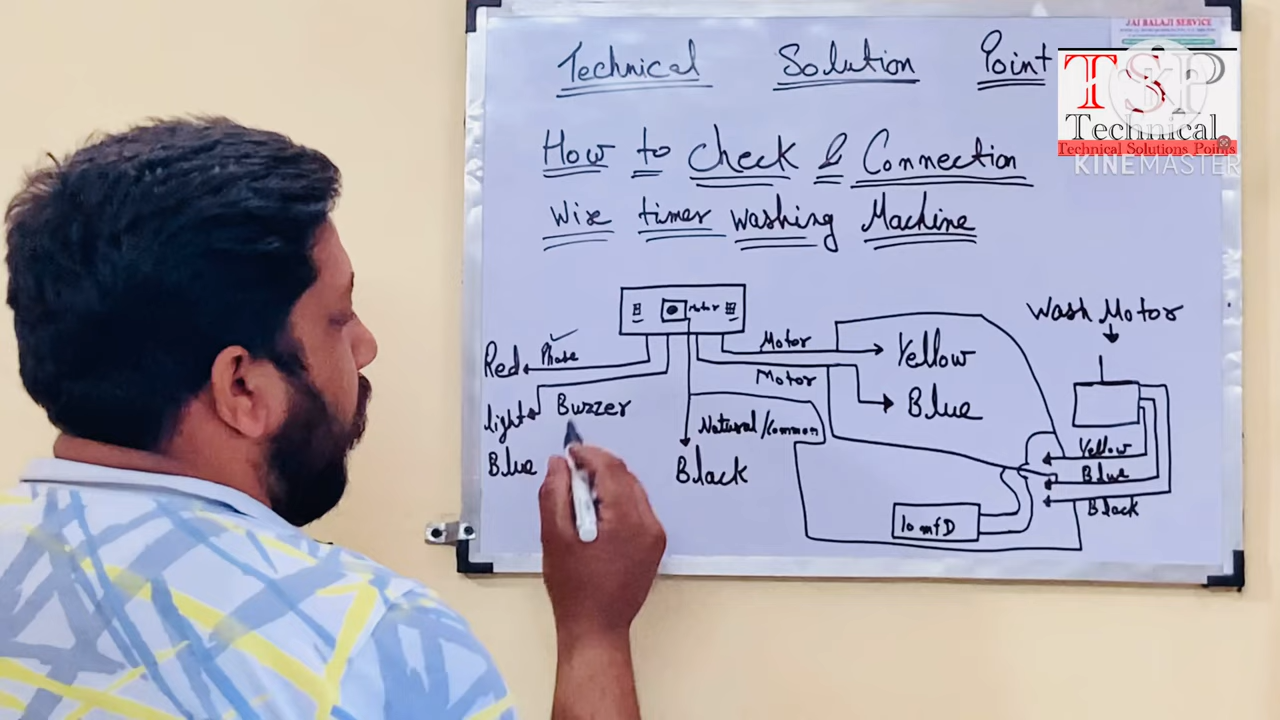 JAI BALAJI SERVICE
Technical Solution Point
TSP
Technical
Technical Solutions Points
KINEMASTER
How to check & Connection
Wire timer washing Machine
Motor
Wash Motor
Red Phase
Motor
Yellow
Motor
Blue
light Buzzer
Blue
Natural/Common
Black
Yellow
Blue
Black
10 mfD